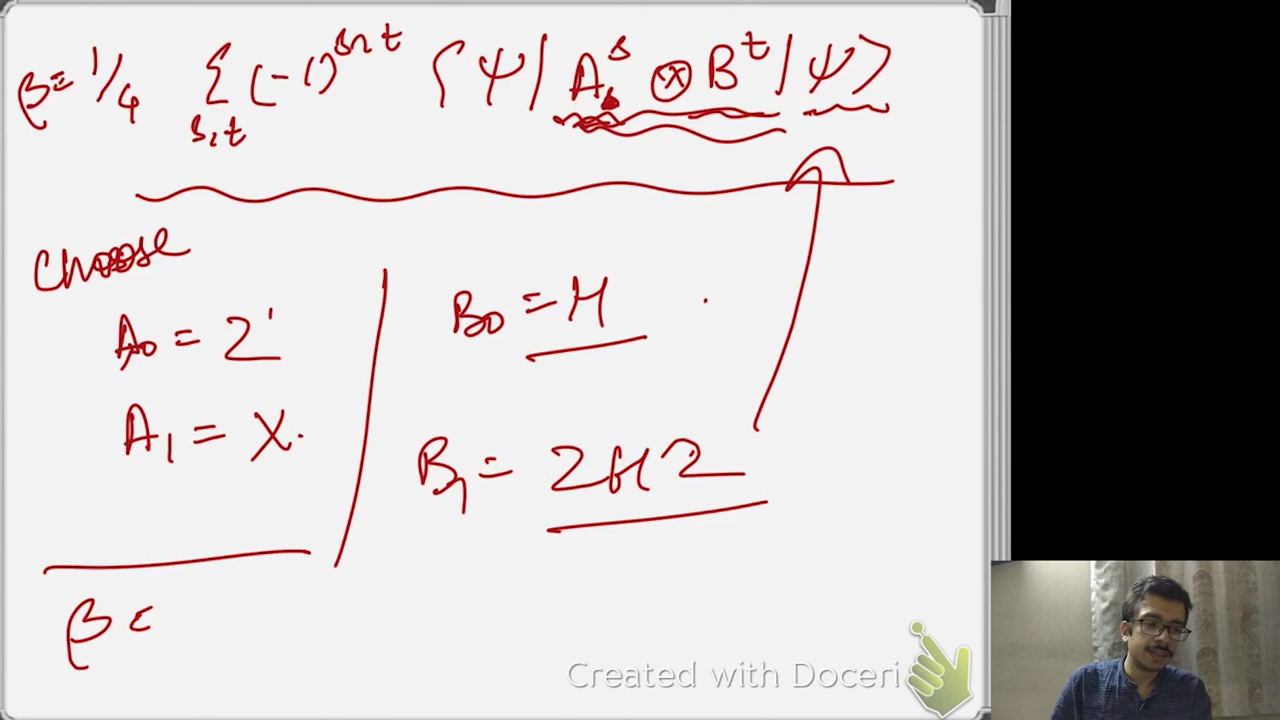 β = 1/4 Σ (-1)^{s∧t} ⟨ψ| A^s ⊗ B^t |ψ⟩
s,t
Choose
A₀ = Z
B₀ = H
A₁ = X.
B₁ = ZHZ
β =
Created with Doceri